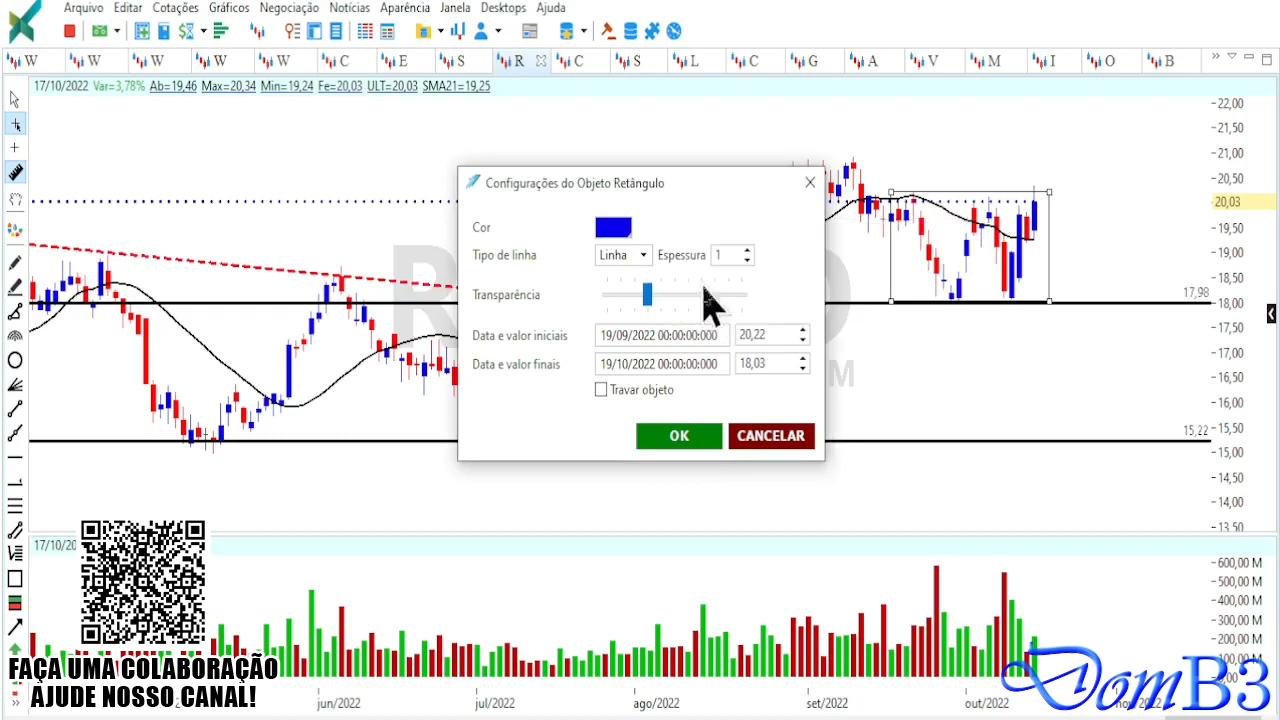 Arquivo Editar Cotações Gráficos Negociação Notícias Aparência Janela Desktops Ajuda
W W W W W C E S R C S L C G A V M I O B
17/10/2022 Var=3,78% Ab=19,46 Max=20,34 Min=19,24 Fe=20,03 ULT=20,03 SMA21=19,25
22,00
21,50
21,00
20,50
20,03
19,50
19,00
18,50
17,98
18,00
17,50
17,00
16,50
16,00
15,22
15,00
14,50
14,00
13,50
Configurações do Objeto Retângulo
Cor
Tipo de linha Linha Espessura 1
Transparência
Data e valor iniciais 19/09/2022 00:00:00:000 20,22
Data e valor finais 19/10/2022 00:00:00:000 18,03
Travar objeto
OK CANCELAR
M
17/10/20
600,00 M
500,00 M
400,00 M
300,00 M
200,00 M
FAÇA UMA COLABORAÇÃO
AJUDE NOSSO CANAL!
DomB3
jun/2022 jul/2022 ago/2022 set/2022 out/2022 nov/2022